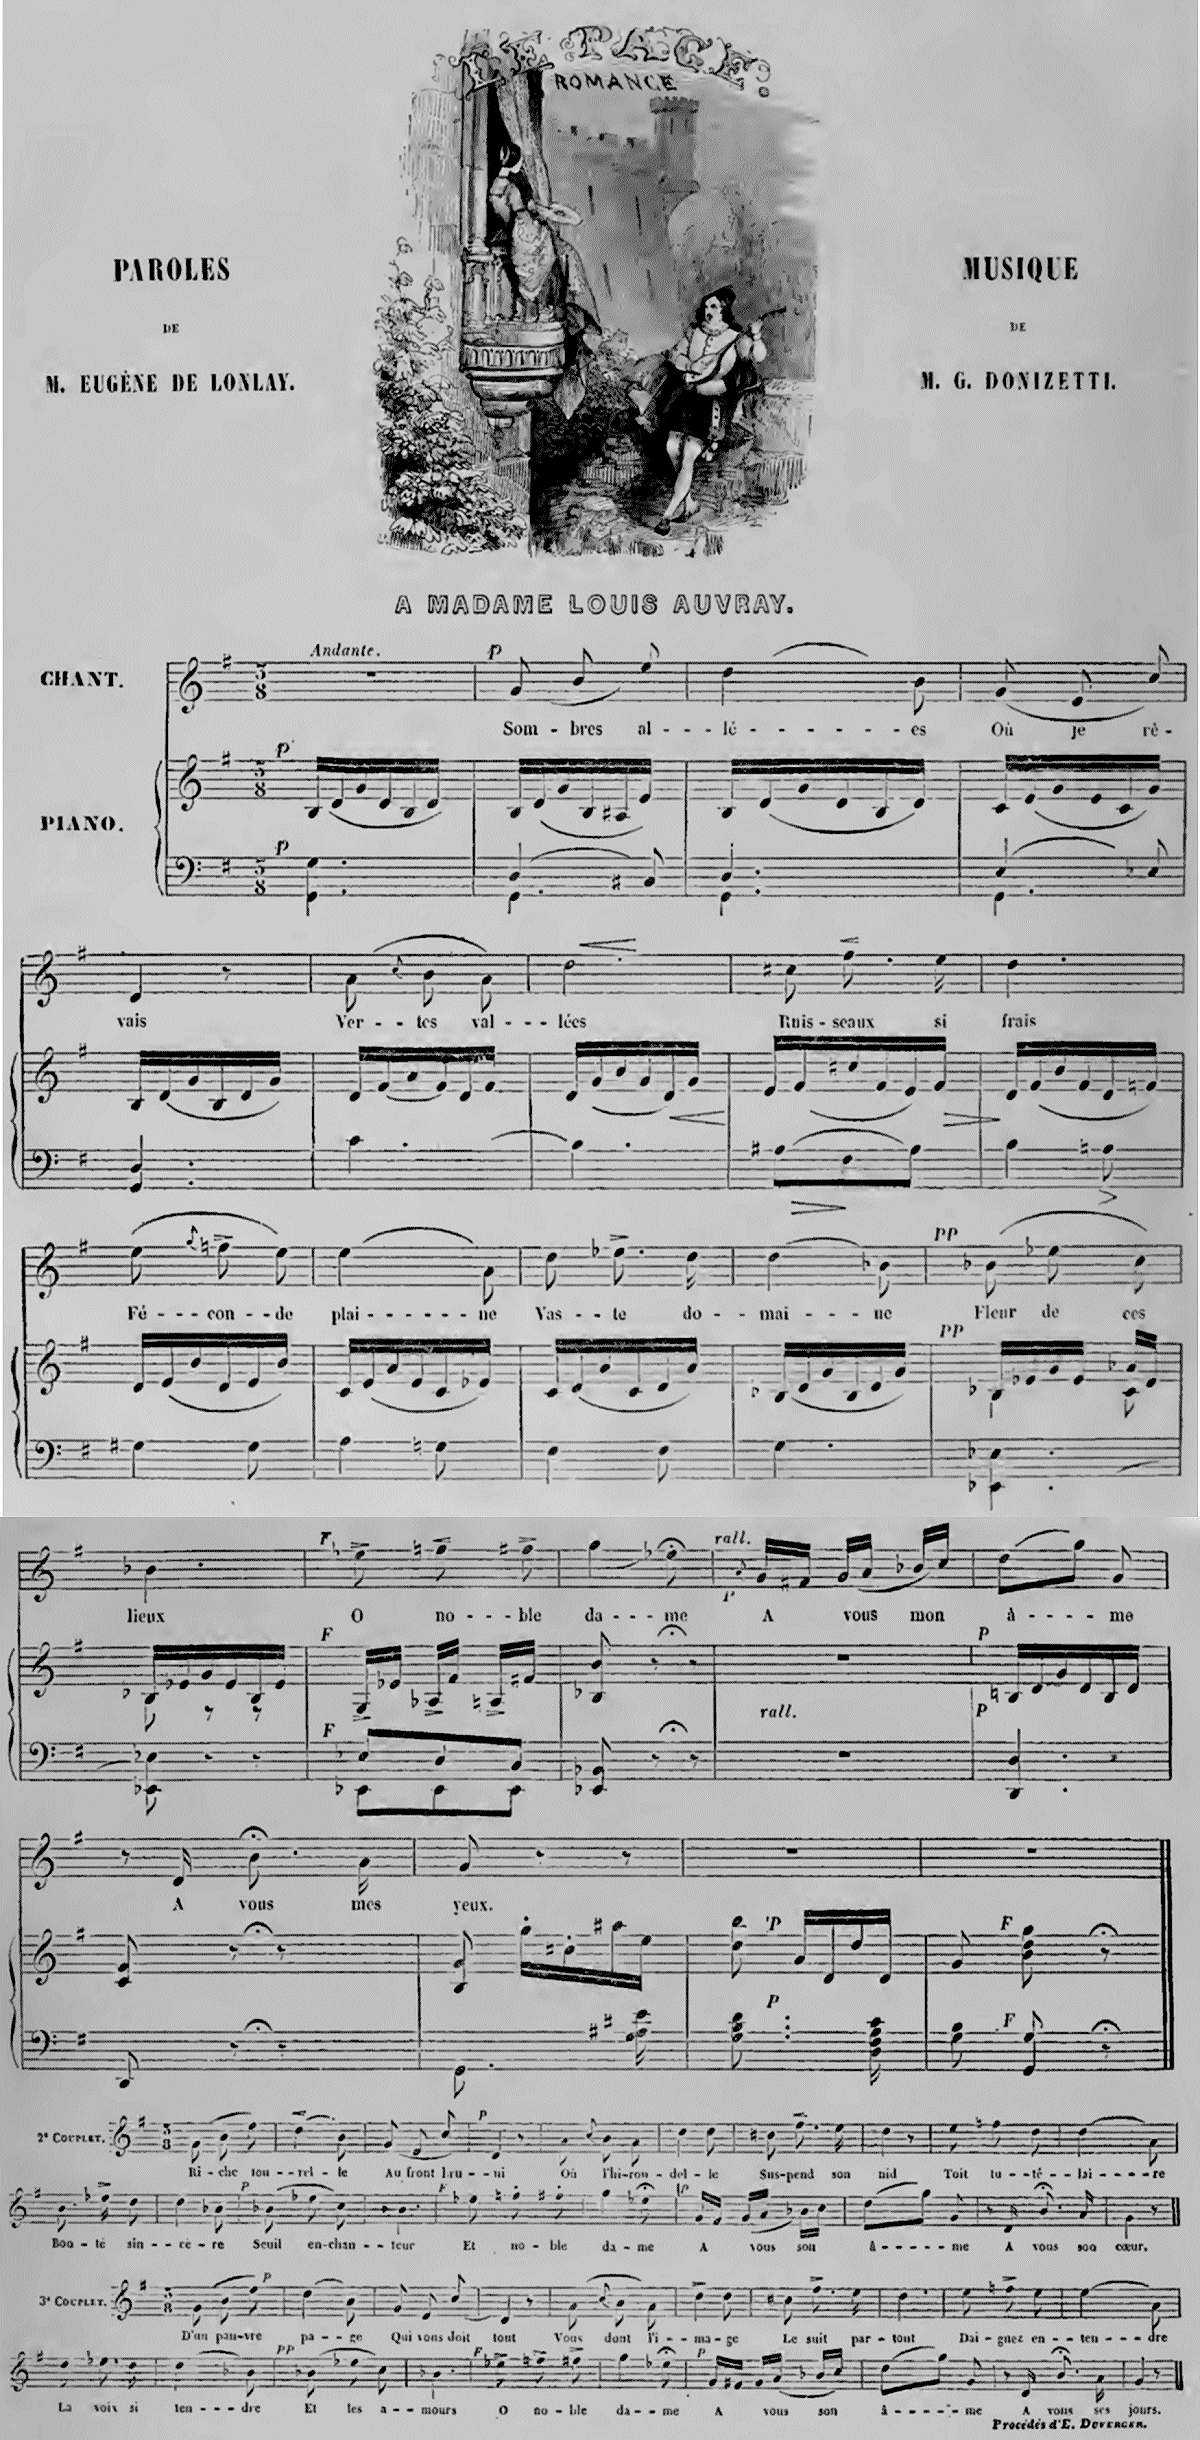 LE PAGE.
ROMANCE
PAROLES
DE
M. EUGÈNE DE LONLAY.
MUSIQUE
DE
M. G. DONIZETTI.
A MADAME LOUIS AUVRAY.
Andante.
CHANT.
p
Som - bres al - - - lé - - - - - - es Où je rê -
p
PIANO.
p
vais Ver - - tes val - - - lées Ruis - seaux si frais
pp
Fé - - - con - - de plai - - - - - ne Vas - - te do - - mai - - - ne Fleur de ces
pp
F rall.
P
lieux O no - - - ble da - - - me A vous mon â - - - - me
F P
rall. P
F
A vous mes yeux.
P F
P F
2e COUPLET. P
Ri - che tou - - rel - le Au front bru - - ni Où l'hi-ron - del - le Sus-pend son nid Toit tu - - té - - lai - - - - re
P F
Bon - té sin - - cè - re Seuil en-chan - - teur Et no - ble da - me A vous son â - - - - - me A vous son cœur.
3e COUPLET. P
D'un pau-vre pa - - ge Qui vous doit tout Vous dont l'i - - ma - ge Le suit par - tout Dai - gnez en - - ten - - - dre
PP F P
La voix si ten - - - dre Et les a - - mours O no - ble da - - me A vous son â - - - - me A vous ses jours.
Procédés d'E. DUVERGER.